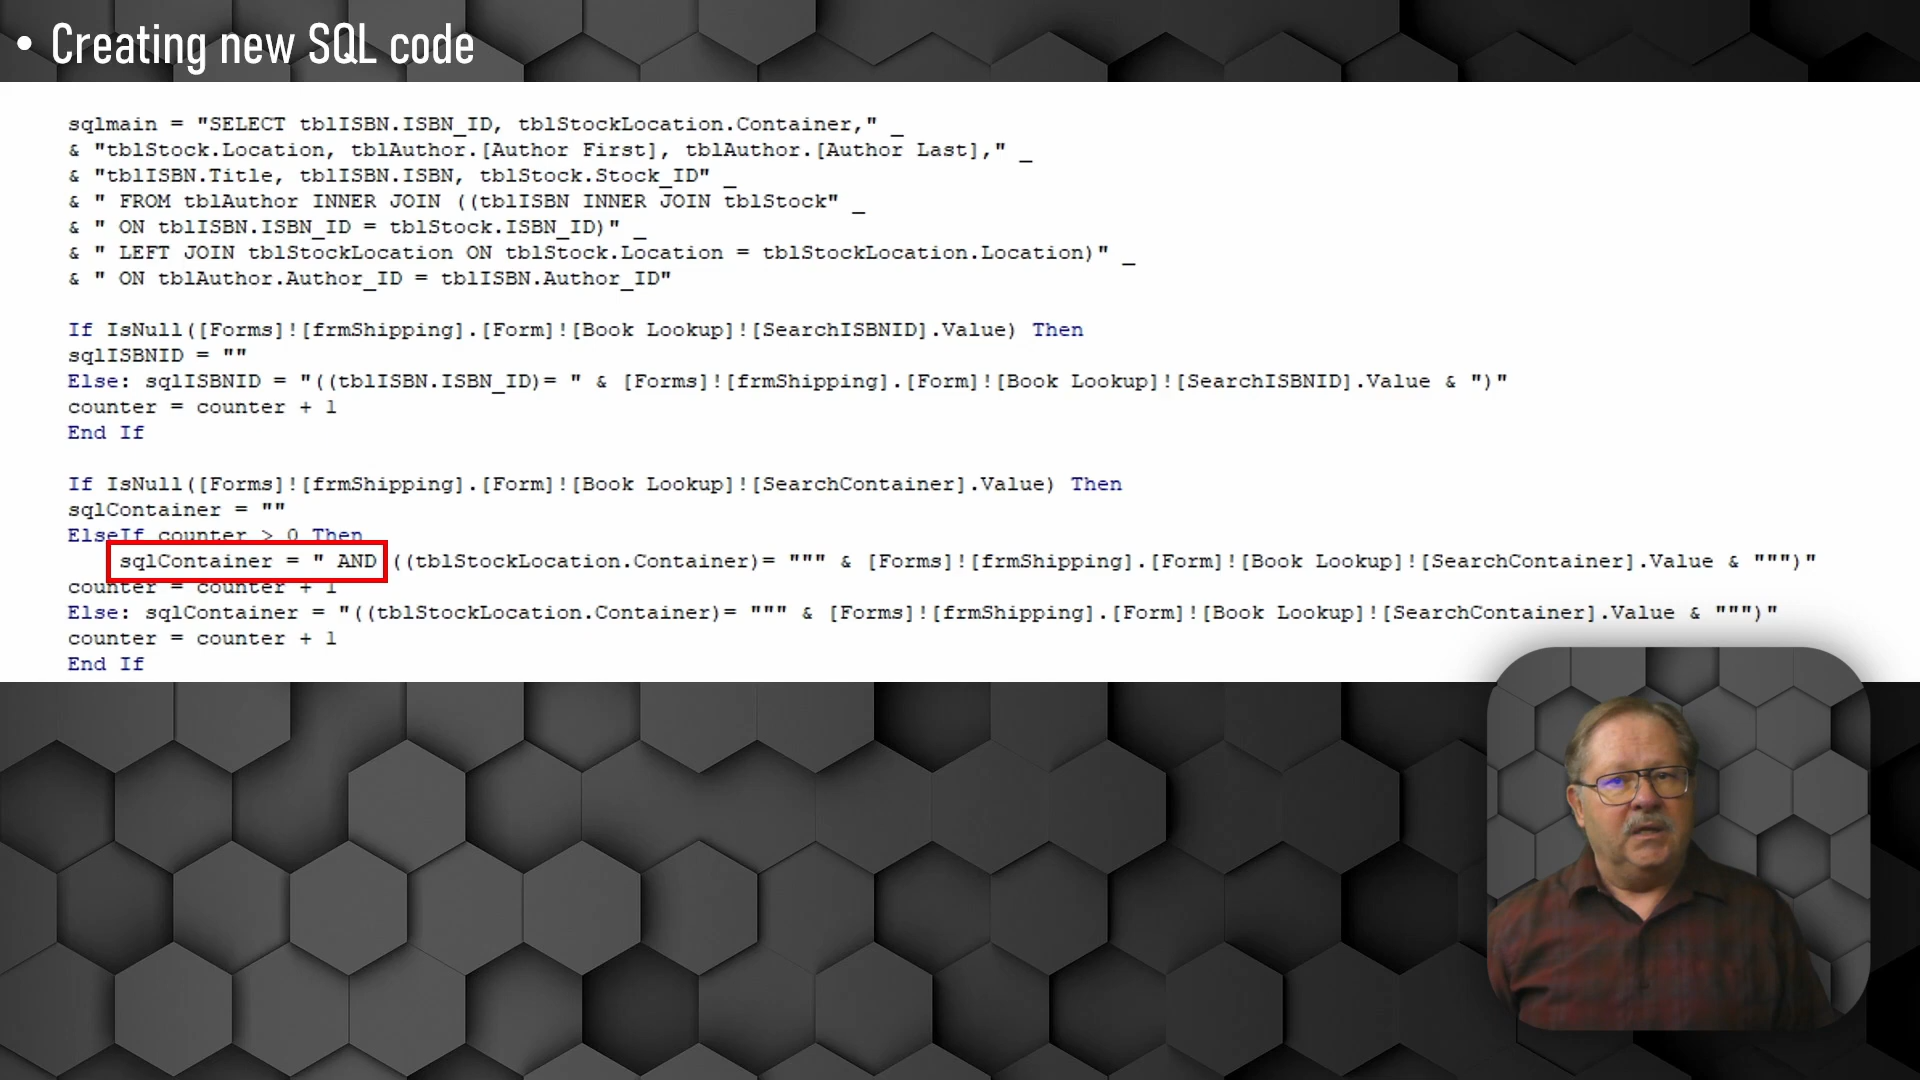 • Creating new SQL code
sqlmain = "SELECT tblISBN.ISBN_ID, tblStockLocation.Container," _
& "tblStock.Location, tblAuthor.[Author First], tblAuthor.[Author Last]," _
& "tblISBN.Title, tblISBN.ISBN, tblStock.Stock_ID" _
& " FROM tblAuthor INNER JOIN ((tblISBN INNER JOIN tblStock" _
& " ON tblISBN.ISBN_ID = tblStock.ISBN_ID)" _
& " LEFT JOIN tblStockLocation ON tblStock.Location = tblStockLocation.Location)" _
& " ON tblAuthor.Author_ID = tblISBN.Author_ID"
If IsNull([Forms]![frmShipping].[Form]![Book Lookup]![SearchISBNID].Value) Then
sqlISBNID = ""
Else: sqlISBNID = "((tblISBN.ISBN_ID)= " & [Forms]![frmShipping].[Form]![Book Lookup]![SearchISBNID].Value & ")"
counter = counter + 1
End If
If IsNull([Forms]![frmShipping].[Form]![Book Lookup]![SearchContainer].Value) Then
sqlContainer = ""
ElseIf counter > 0 Then
sqlContainer = " AND ((tblStockLocation.Container)= """ & [Forms]![frmShipping].[Form]![Book Lookup]![SearchContainer].Value & """)"
counter = counter + 1
Else: sqlContainer = "((tblStockLocation.Container)= """ & [Forms]![frmShipping].[Form]![Book Lookup]![SearchContainer].Value & """)"
counter = counter + 1
End If